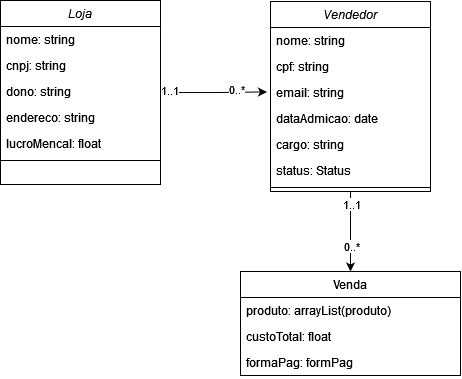 Loja
nome: string
cnpj: string
dono: string
endereco: string
lucroMencal: float
1..1
0..*
Vendedor
nome: string
cpf: string
email: string
dataAdmicao: date
cargo: string
status: Status
1..1
0..*
Venda
produto: arrayList(produto)
custoTotal: float
formaPag: formPag